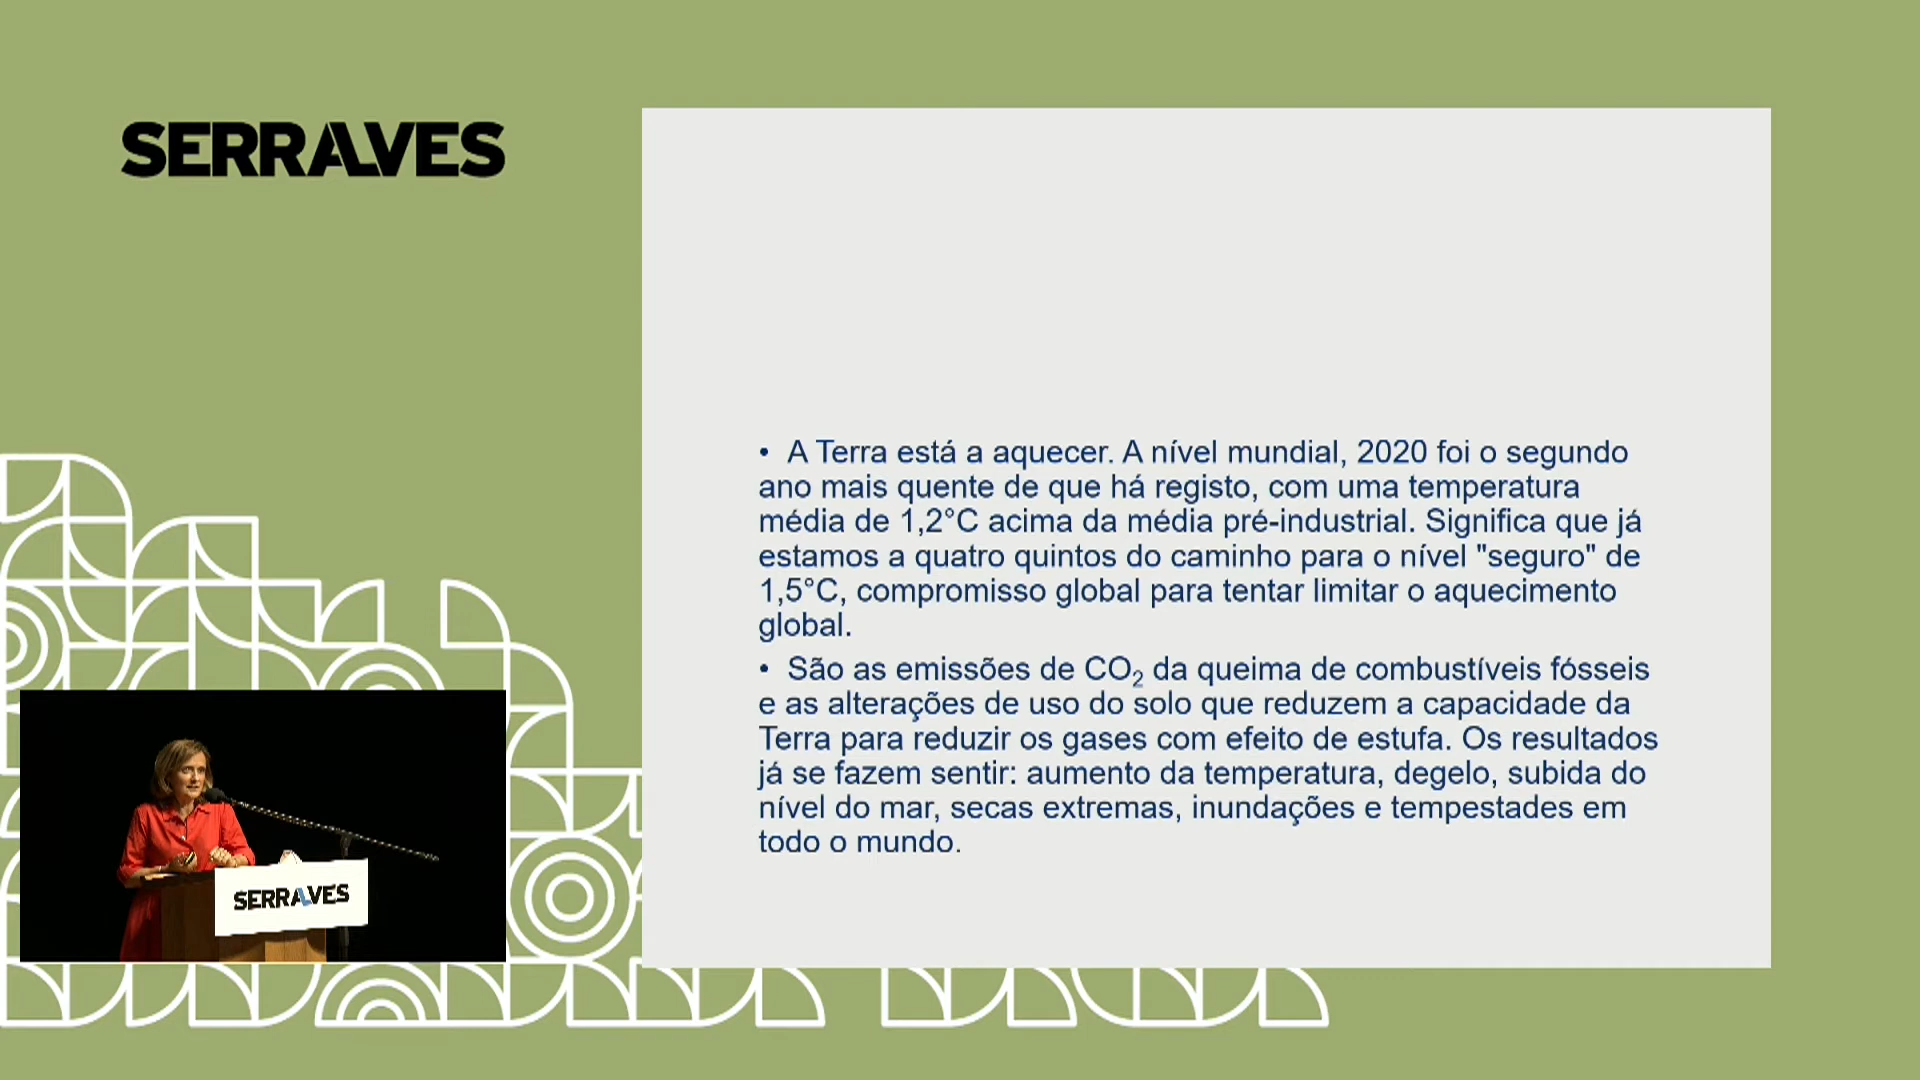 SERRALVES
• A Terra está a aquecer. A nível mundial, 2020 foi o segundo
ano mais quente de que há registo, com uma temperatura
média de 1,2°C acima da média pré-industrial. Significa que já
estamos a quatro quintos do caminho para o nível "seguro" de
1,5°C, compromisso global para tentar limitar o aquecimento
global.
• São as emissões de CO₂ da queima de combustíveis fósseis
e as alterações de uso do solo que reduzem a capacidade da
Terra para reduzir os gases com efeito de estufa. Os resultados
já se fazem sentir: aumento da temperatura, degelo, subida do
nível do mar, secas extremas, inundações e tempestades em
todo o mundo.
SERRALVES